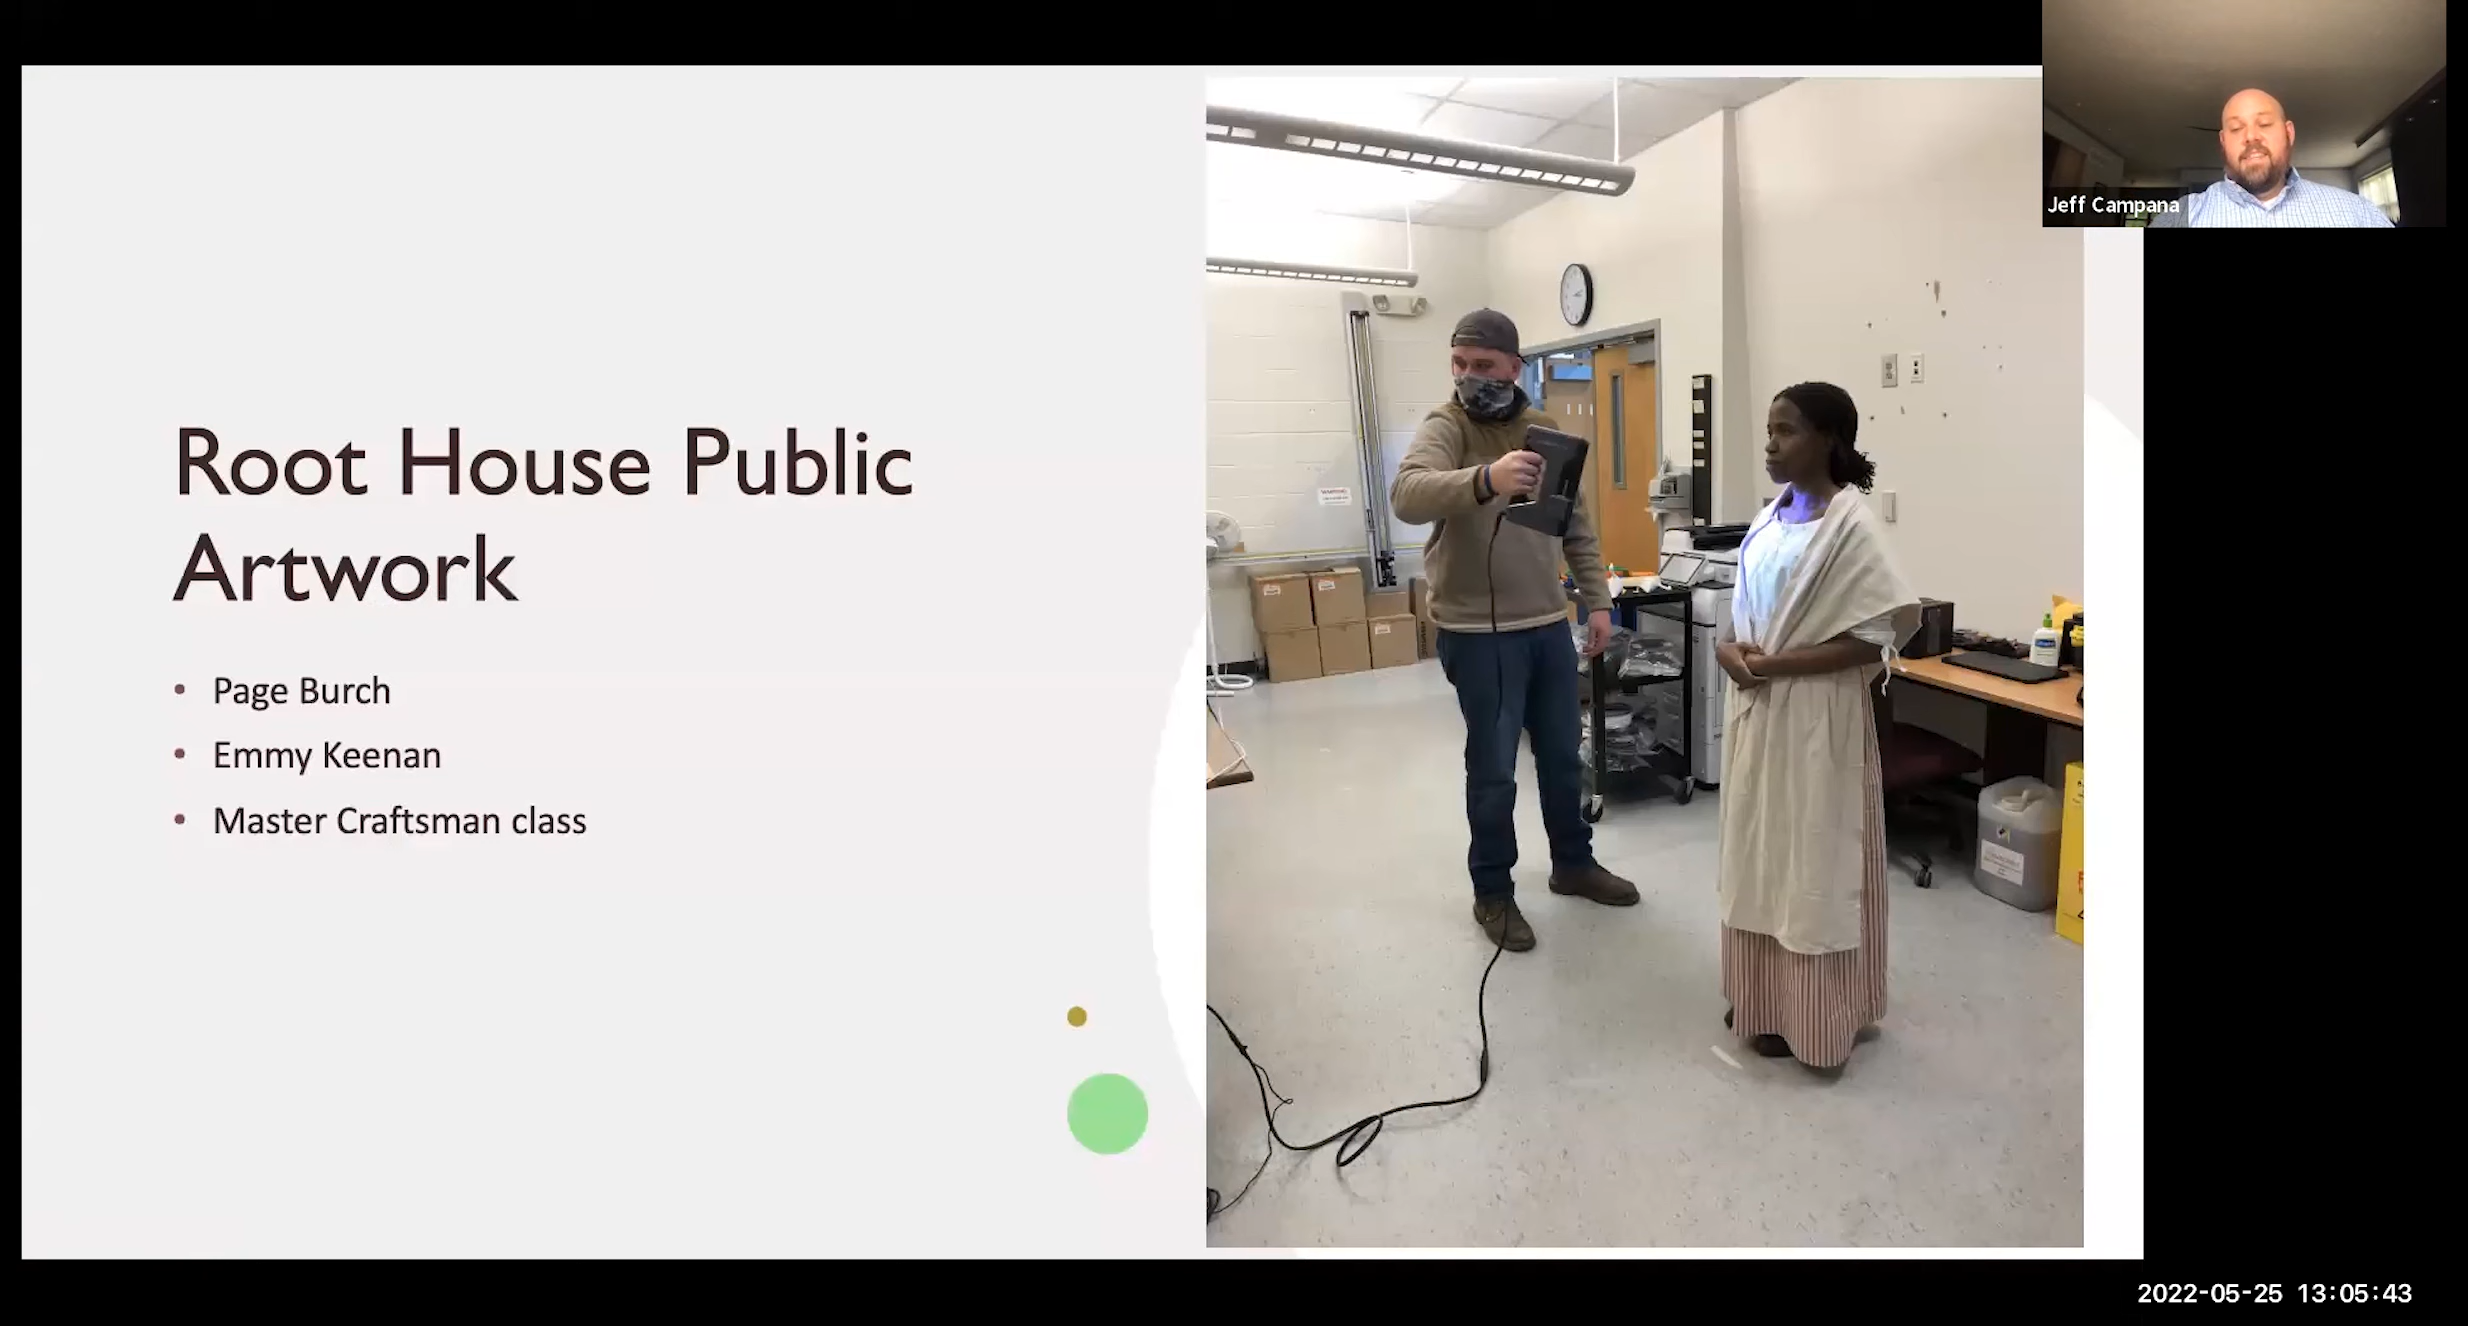 Jeff Campana
Root House Public
Artwork
• Page Burch
• Emmy Keenan
• Master Craftsman class
2022-05-25 13:05:43